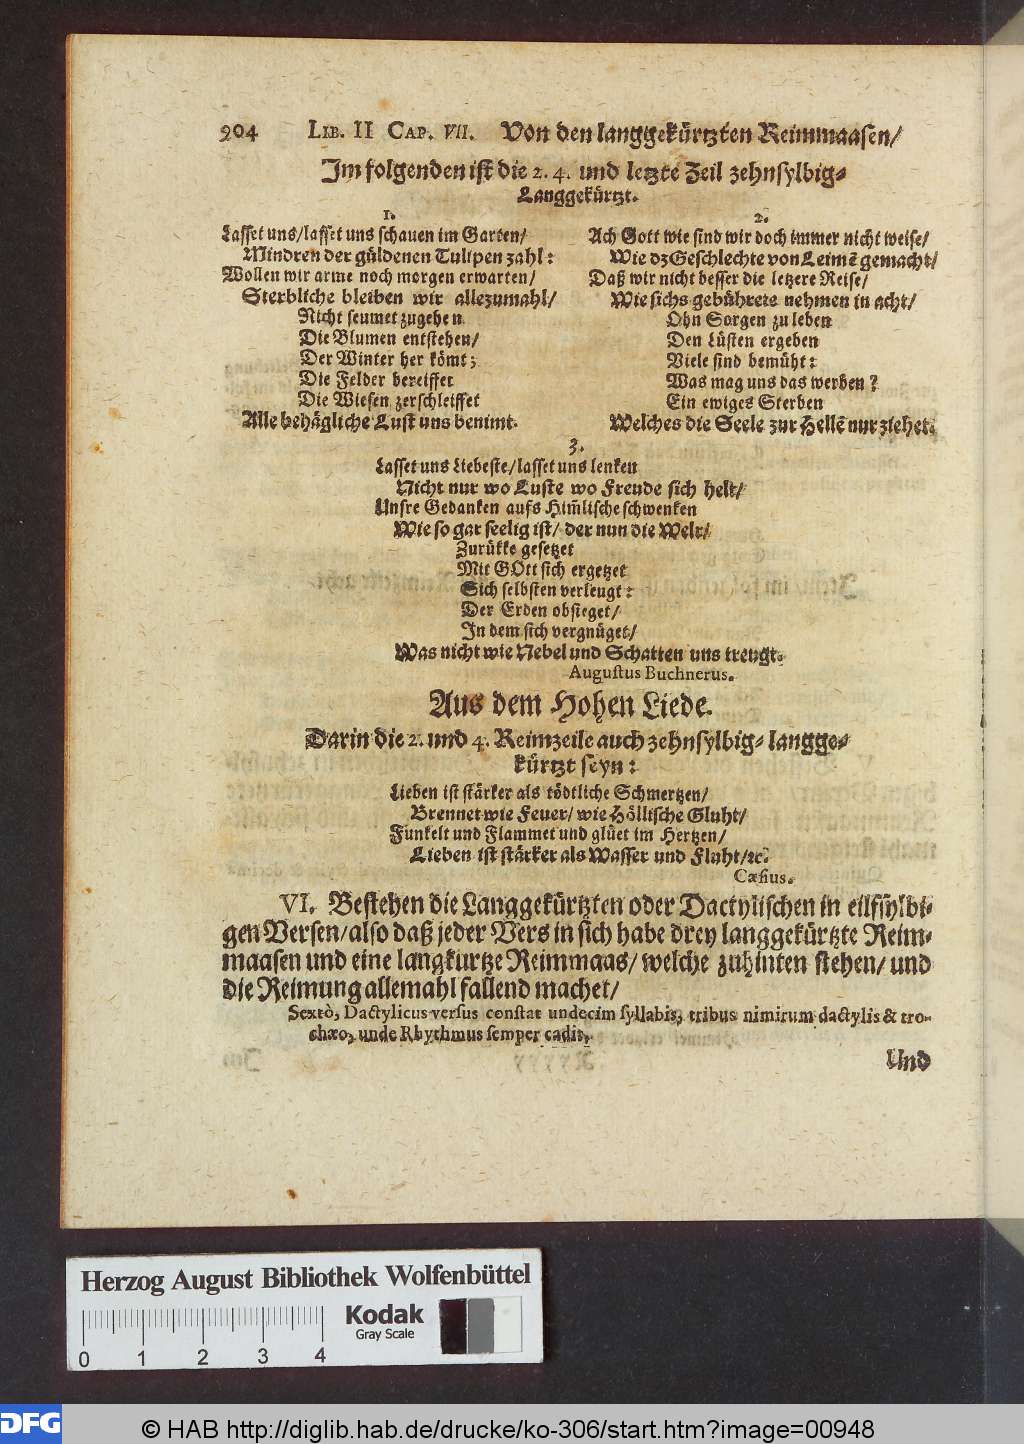 904 LIB. II CAP. VII. Von den langgekürtzten Reimmaasen/
Im folgenden ist die 2. 4. und letzte Zeil zehnsylbig-
Langgekürtzt.
1.
Lasset uns/lasset uns schauen im Garten/
Mindren der güldenen Tulipen zahl:
Wollen wir arme noch morgen erwarten/
Sterbliche bleiben wir allezumahl/
Nicht seumet zugehen
Die Blumen entstehen/
Der Winter her kömt;
Die Felder bereiffet
Die Wiesen zerschleiffet
Alle behägliche Lust uns benimt.
2.
Ach Gott wie sind wir doch immer nicht weise/
Wie dz Geschlechte von Leimē gemacht/
Daß wir nicht besser die letzere Reise/
Wie sichs gebührete nehmen in acht/
Ohn Sorgen zu leben
Den Lüsten ergeben
Viele sind bemüht:
Was mag uns das werden?
Ein ewiges Sterben
Welches die Seele zur Hellē nur ziehet.
3.
Lasset uns Liebeste/lasset uns lenken
Nicht nur wo Luste wo Freude sich helt/
Unsre Gedanken aufs Him̄lische schwenken
Wie so gar seelig ist/ der nun die Welt/
Zurükke gesetzet
Mit GOtt sich ergetzet
Sich selbsten verleugt:
Der Erden obsieget/
In dem sich vergnüget/
Was nicht wie Nebel und Schatten uns treugt.
Augustus Buchnerus.
Aus dem Hohen Liede.
Darin die 2. und 4. Reimzeile auch zehnsylbig-langge-
kürtzt seyn:
Lieben ist stärker als tödtliche Schmertzen/
Brennet wie Feuer/ wie Höllische Gluht/
Funkelt und Flammet und glüet im Hertzen/
Lieben ist stärker als Wasser und Fluht/ꝛc.
Cæsius.
VI. Bestehen die Langgekürtzten oder Dactylischen in eilfsylbi-
gen Versen/also daß jeder Vers in sich habe drey langgekürtzte Reim-
maasen und eine langkurtze Reimmaas/ welche zuhinten stehen/ und
die Reimung allemahl fallend machet/
Sextò, Dactylicus versus constat undecim syllabis, tribus nimirum dactylis & tro-
chæo, unde Rhythmus semper cadit,
Und
Herzog August Bibliothek Wolfenbüttel
Kodak
Gray Scale
0 1 2 3 4
DFG © HAB http://diglib.hab.de/drucke/ko-306/start.htm?image=00948